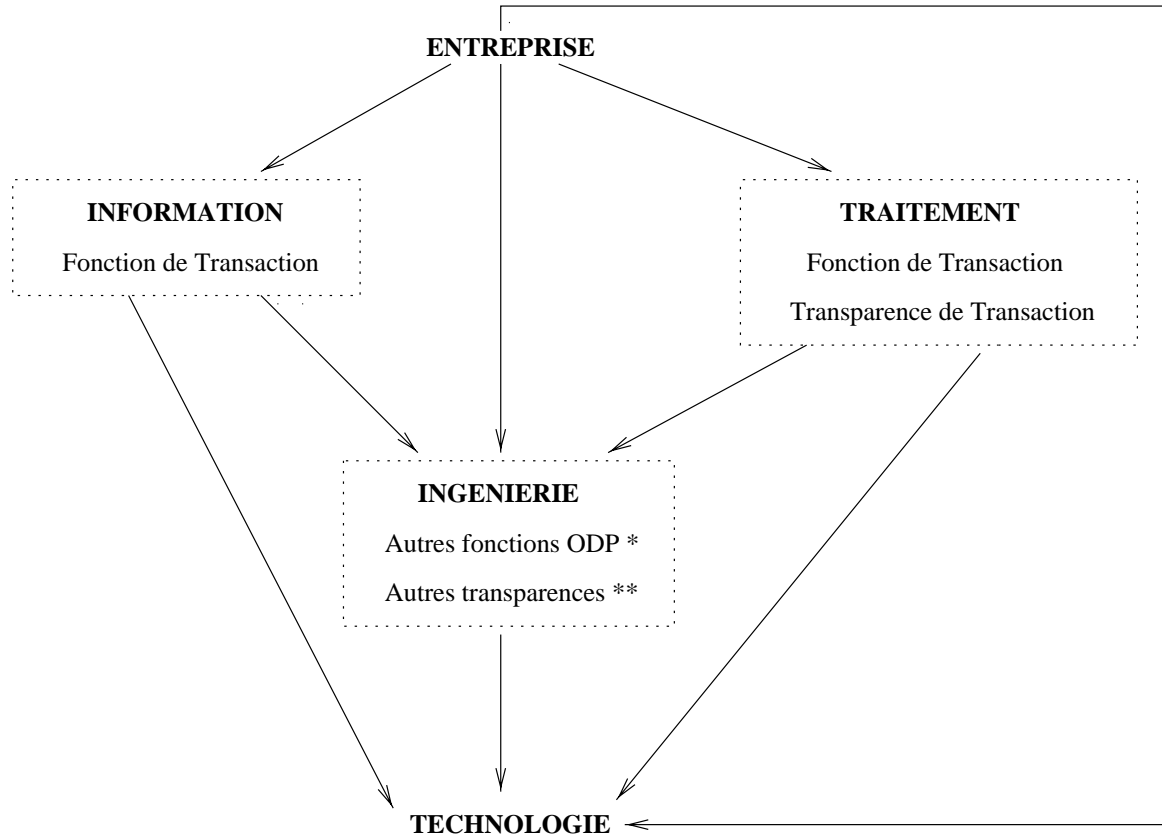 ENTREPRISE
INFORMATION
Fonction de Transaction
TRAITEMENT
Fonction de Transaction
Transparence de Transaction
INGENIERIE
Autres fonctions ODP *
Autres transparences **
TECHNOLOGIE